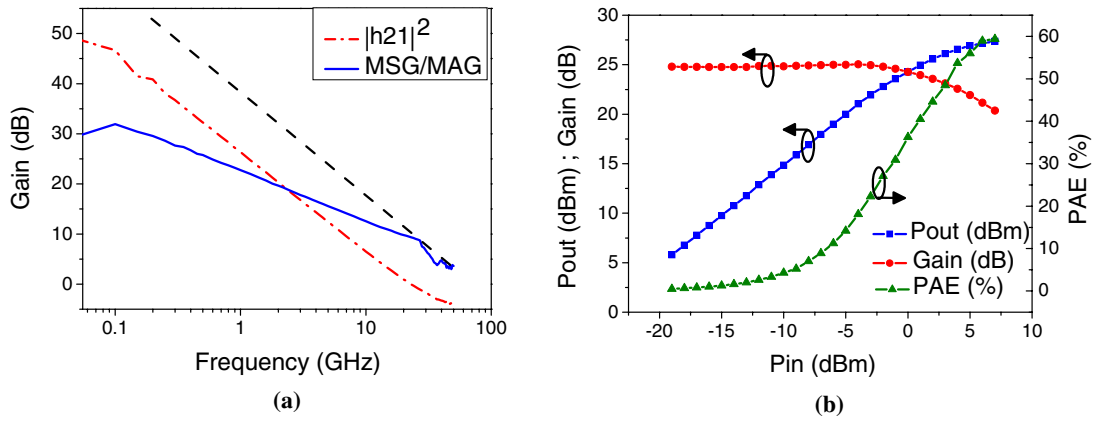 50
40
30
20
10
0
Gain (dB)
|h21|²
MSG/MAG
0.1
1
10
100
Frequency (GHz)
(a)
30
25
20
15
10
5
0
Pout (dBm) ; Gain (dB)
60
50
40
30
20
10
0
PAE (%)
Pout (dBm)
Gain (dB)
PAE (%)
-20
-15
-10
-5
0
5
10
Pin (dBm)
(b)